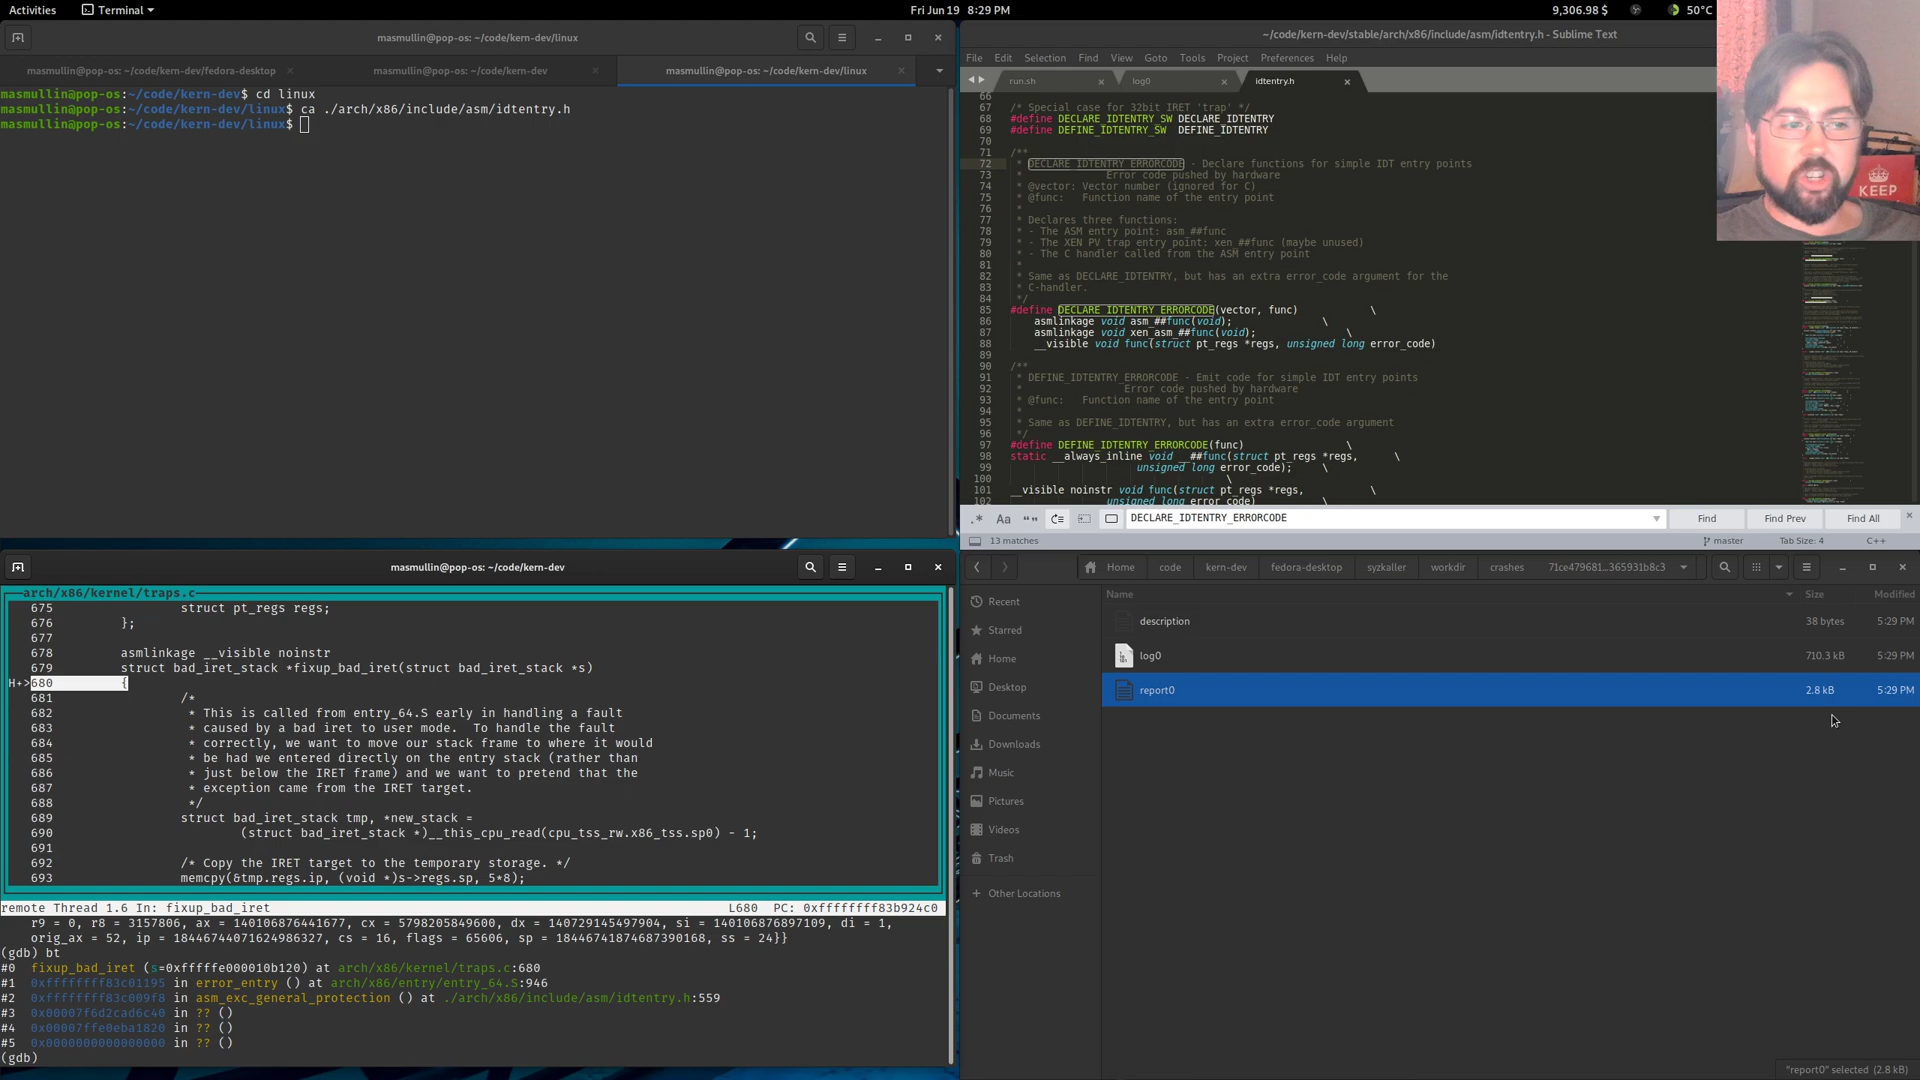 Activities
Terminal
Fri Jun 19 8:29 PM
9,306.98 $
50°C
masmullin@pop-os: ~/code/kern-dev/linux
masmullin@pop-os: ~/code/kern-dev/fedora-desktop
masmullin@pop-os: ~/code/kern-dev
masmullin@pop-os: ~/code/kern-dev/linux
masmullin@pop-os:~/code/kern-dev$ cd linux
masmullin@pop-os:~/code/kern-dev/linux$ ca ./arch/x86/include/asm/idtentry.h
masmullin@pop-os:~/code/kern-dev/linux$
~/code/kern-dev/stable/arch/x86/include/asm/idtentry.h - Sublime Text
File Edit Selection Find View Goto Tools Project Preferences Help
run.sh
log0
idtentry.h
66
67 /* Special case for 32bit IRET 'trap' */
68 #define DECLARE_IDTENTRY_SW DECLARE_IDTENTRY
69 #define DEFINE_IDTENTRY_SW DEFINE_IDTENTRY
70
71 /**
72 * DECLARE_IDTENTRY_ERRORCODE - Declare functions for simple IDT entry points
73 * Error code pushed by hardware
74 * @vector: Vector number (ignored for C)
75 * @func: Function name of the entry point
76 *
77 * Declares three functions:
78 * - The ASM entry point: asm_##func
79 * - The XEN PV trap entry point: xen_##func (maybe unused)
80 * - The C handler called from the ASM entry point
81 *
82 * Same as DECLARE_IDTENTRY, but has an extra error_code argument for the
83 * C-handler.
84 */
85 #define DECLARE_IDTENTRY_ERRORCODE(vector, func) \
86 asmlinkage void asm_##func(void); \
87 asmlinkage void xen_asm_##func(void); \
88 __visible void func(struct pt_regs *regs, unsigned long error_code)
89
90 /**
91 * DEFINE_IDTENTRY_ERRORCODE - Emit code for simple IDT entry points
92 * Error code pushed by hardware
93 * @func: Function name of the entry point
94 *
95 * Same as DEFINE_IDTENTRY, but has an extra error_code argument
96 */
97 #define DEFINE_IDTENTRY_ERRORCODE(func) \
98 static __always_inline void __##func(struct pt_regs *regs, \
99 unsigned long error_code); \
100 \
101 __visible noinstr void func(struct pt_regs *regs, \
102 unsigned long error_code) \
KEEP
.* Aa “” DECLARE_IDTENTRY_ERRORCODE Find Find Prev Find All
13 matches
master
Tab Size: 4
C++
masmullin@pop-os: ~/code/kern-dev
arch/x86/kernel/traps.c
675 struct pt_regs regs;
676 };
677
678 asmlinkage __visible noinstr
679 struct bad_iret_stack *fixup_bad_iret(struct bad_iret_stack *s)
H+>680 {
681 /*
682 * This is called from entry_64.S early in handling a fault
683 * caused by a bad iret to user mode. To handle the fault
684 * correctly, we want to move our stack frame to where it would
685 * be had we entered directly on the entry stack (rather than
686 * just below the IRET frame) and we want to pretend that the
687 * exception came from the IRET target.
688 */
689 struct bad_iret_stack tmp, *new_stack =
690 (struct bad_iret_stack *)__this_cpu_read(cpu_tss_rw.x86_tss.sp0) - 1;
691
692 /* Copy the IRET target to the temporary storage. */
693 memcpy(&tmp.regs.ip, (void *)s->regs.sp, 5*8);
remote Thread 1.6 In: fixup_bad_iret L680 PC: 0xffffffff83b924c0
r9 = 0, r8 = 3157806, ax = 140106876441677, cx = 5798205849600, dx = 140729145497904, si = 140106876897109, di = 1,
orig_ax = 52, ip = 18446744071624986327, cs = 16, flags = 65606, sp = 18446741874687390168, ss = 24}}
(gdb) bt
#0 fixup_bad_iret (s=0xfffffe000010b120) at arch/x86/kernel/traps.c:680
#1 0xffffffff83c01195 in error_entry () at arch/x86/entry/entry_64.S:946
#2 0xffffffff83c009f8 in asm_exc_general_protection () at ./arch/x86/include/asm/idtentry.h:559
#3 0x00007f6d2cad6c40 in ?? ()
#4 0x00007ffe0eba1820 in ?? ()
#5 0x0000000000000000 in ?? ()
(gdb)
Home code kern-dev fedora-desktop syzkaller workdir crashes 71ce479681…365931b8c3
Recent
Starred
Home
Desktop
Documents
Downloads
Music
Pictures
Videos
Trash
+ Other Locations
Name Size Modified
description 38 bytes 5:29 PM
log0 710.3 kB 5:29 PM
report0 2.8 kB 5:29 PM
"report0" selected (2.8 kB)